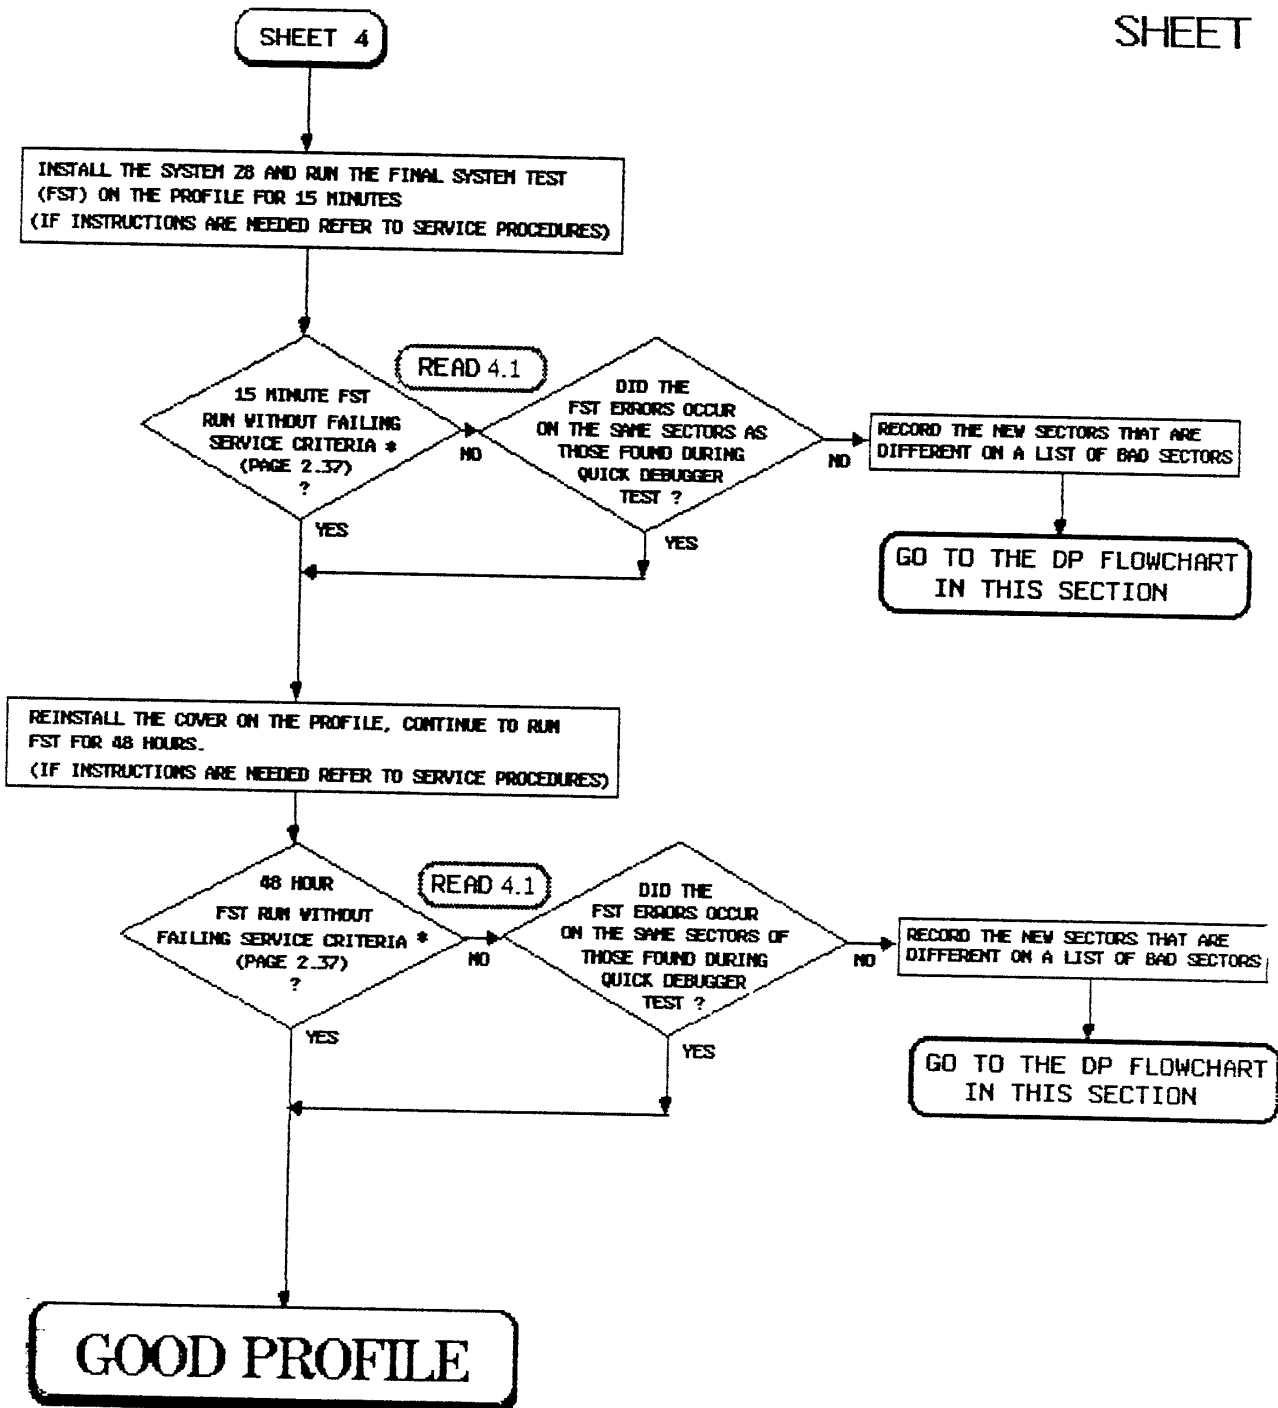 SHEET 4
SHEET
INSTALL THE SYSTEM 28 AND RUN THE FINAL SYSTEM TEST
(FST) ON THE PROFILE FOR 15 MINUTES
(IF INSTRUCTIONS ARE NEEDED REFER TO SERVICE PROCEDURES)
15 MINUTE FST
RUN WITHOUT FAILING
SERVICE CRITERIA *
(PAGE 2.37)
?
NO
YES
READ 4.1
DID THE
FST ERRORS OCCUR
ON THE SAME SECTORS AS
THOSE FOUND DURING
QUICK DEBUGGER
TEST ?
NO
YES
RECORD THE NEW SECTORS THAT ARE
DIFFERENT ON A LIST OF BAD SECTORS
GO TO THE DP FLOWCHART
IN THIS SECTION
REINSTALL THE COVER ON THE PROFILE, CONTINUE TO RUN
FST FOR 48 HOURS.
(IF INSTRUCTIONS ARE NEEDED REFER TO SERVICE PROCEDURES)
48 HOUR
FST RUN WITHOUT
FAILING SERVICE CRITERIA *
(PAGE 2.37)
?
NO
YES
READ 4.1
DID THE
FST ERRORS OCCUR
ON THE SAME SECTORS OF
THOSE FOUND DURING
QUICK DEBUGGER
TEST ?
NO
YES
RECORD THE NEW SECTORS THAT ARE
DIFFERENT ON A LIST OF BAD SECTORS
GO TO THE DP FLOWCHART
IN THIS SECTION
GOOD PROFILE